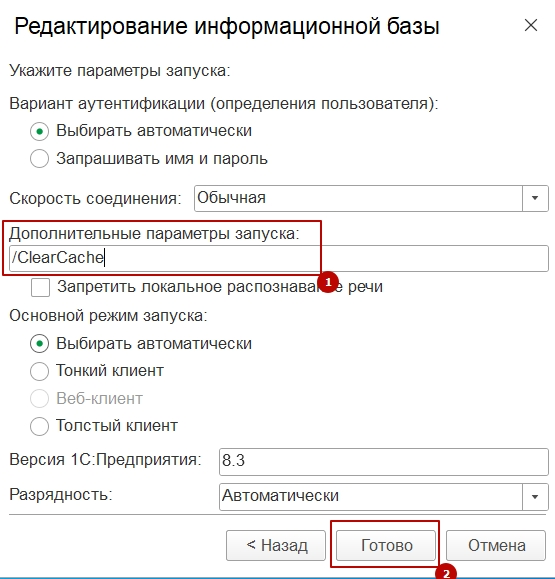 Редактирование информационной базы
Укажите параметры запуска:
Вариант аутентификации (определения пользователя):
Выбирать автоматически
Запрашивать имя и пароль
Скорость соединения: Обычная
Дополнительные параметры запуска:
/ClearCache
1
Запретить локальное распознавание речи
Основной режим запуска:
Выбирать автоматически
Тонкий клиент
Веб-клиент
Толстый клиент
Версия 1С:Предприятия: 8.3
Разрядность: Автоматически
< Назад Готово Отмена
2